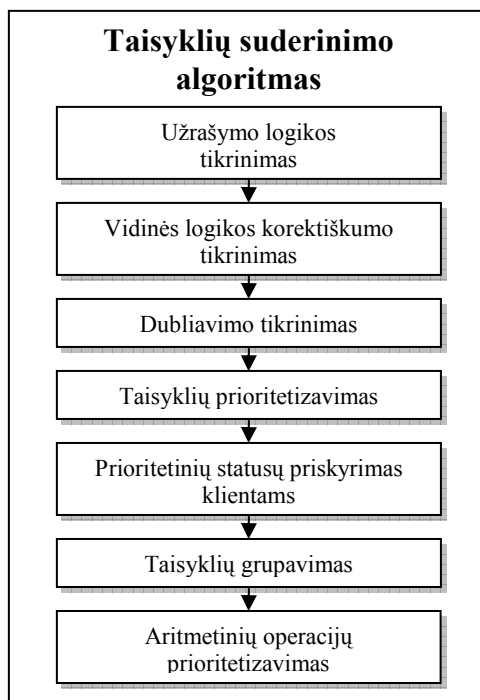 Taisyklių suderinimo
algoritmas
Užrašymo logikos
tikrinimas
Vidinės logikos korektiškumo
tikrinimas
Dubliavimo tikrinimas
Taisyklių prioritetizavimas
Prioritetinių statusų priskyrimas
klientams
Taisyklių grupavimas
Aritmetinių operacijų
prioritetizavimas